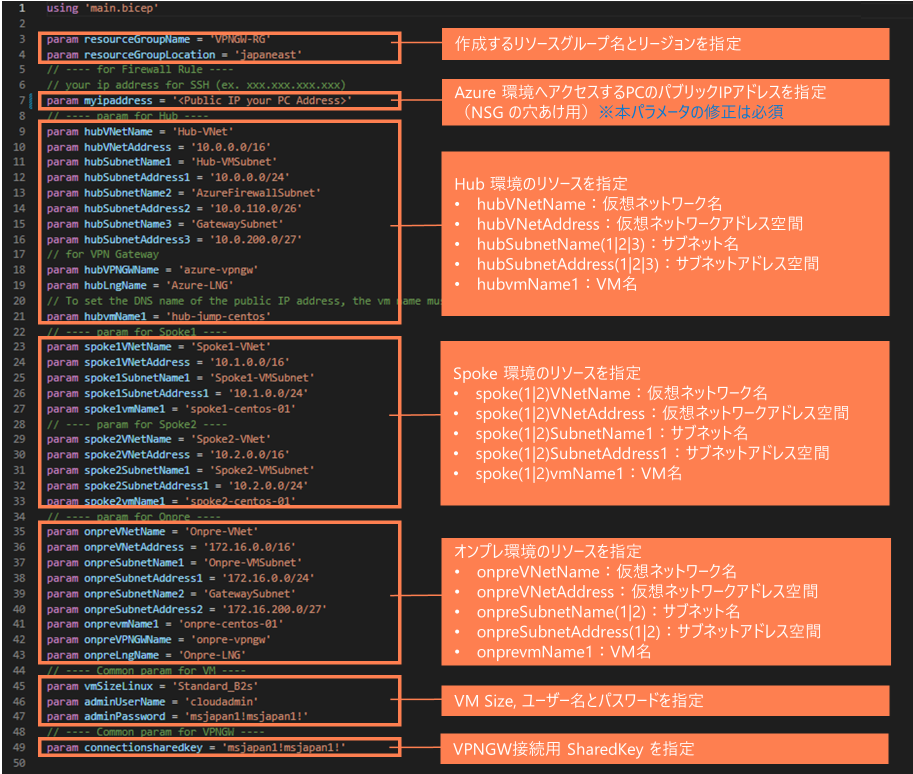 1 using 'main.bicep'
2
3 param resourceGroupName = 'VPNGW-RG'
4 param resourceGroupLocation = 'japaneast'
5 // ---- for Firewall Rule ----
6 // your ip address for SSH (ex. xxx.xxx.xxx.xxx)
7 param myipaddress = '<Public IP your PC Address>'
8 // ---- param for Hub ----
9 param hubVNetName = 'Hub-VNet'
10 param hubVNetAddress = '10.0.0.0/16'
11 param hubSubnetName1 = 'Hub-VMSubnet'
12 param hubSubnetAddress1 = '10.0.0.0/24'
13 param hubSubnetName2 = 'AzureFirewallSubnet'
14 param hubSubnetAddress2 = '10.0.110.0/26'
15 param hubSubnetName3 = 'GatewaySubnet'
16 param hubSubnetAddress3 = '10.0.200.0/27'
17 // for VPN Gateway
18 param hubVPNGWName = 'azure-vpngw'
19 param hubLngName = 'Azure-LNG'
20 // To set the DNS name of the public IP address, the vm name mu
21 param hubvmName1 = 'hub-jump-centos'
22 // ---- param for Spoke1 ----
23 param spoke1VNetName = 'Spoke1-VNet'
24 param spoke1VNetAddress = '10.1.0.0/16'
25 param spoke1SubnetName1 = 'Spoke1-VMSubnet'
26 param spoke1SubnetAddress1 = '10.1.0.0/24'
27 param spoke1vmName1 = 'spoke1-centos-01'
28 // ---- param for Spoke2 ----
29 param spoke2VNetName = 'Spoke2-VNet'
30 param spoke2VNetAddress = '10.2.0.0/16'
31 param spoke2SubnetName1 = 'Spoke2-VMSubnet'
32 param spoke2SubnetAddress1 = '10.2.0.0/24'
33 param spoke2vmName1 = 'spoke2-centos-01'
34 // ---- param for Onpre ----
35 param onpreVNetName = 'Onpre-VNet'
36 param onpreVNetAddress = '172.16.0.0/16'
37 param onpreSubnetName1 = 'Onpre-VMSubnet'
38 param onpreSubnetAddress1 = '172.16.0.0/24'
39 param onpreSubnetName2 = 'GatewaySubnet'
40 param onpreSubnetAddress2 = '172.16.200.0/27'
41 param onprevmName1 = 'onpre-centos-01'
42 param onpreVPNGWName = 'onpre-vpngw'
43 param onpreLngName = 'Onpre-LNG'
44 // ---- Common param for VM ----
45 param vmSizeLinux = 'Standard_B2s'
46 param adminUserName = 'cloudadmin'
47 param adminPassword = 'msjapan1!msjapan1!'
48 // ---- Common param for VPNGW ----
49 param connectionsharedkey = 'msjapan1!msjapan1!'
50
作成するリソースグループ名とリージョンを指定
Azure 環境へアクセスするPCのパブリックIPアドレスを指定
（NSG の穴あけ用）※本パラメータの修正は必須
Hub 環境のリソースを指定
• hubVNetName：仮想ネットワーク名
• hubVNetAddress：仮想ネットワークアドレス空間
• hubSubnetName(1|2|3)：サブネット名
• hubSubnetAddress(1|2|3)：サブネットアドレス空間
• hubvmName1：VM名
Spoke 環境のリソースを指定
• spoke(1|2)VNetName：仮想ネットワーク名
• spoke(1|2)VNetAddress：仮想ネットワークアドレス空間
• spoke(1|2)SubnetName1：サブネット名
• spoke(1|2)SubnetAddress1：サブネットアドレス空間
• spoke(1|2)vmName1：VM名
オンプレ環境のリソースを指定
• onpreVNetName：仮想ネットワーク名
• onpreVNetAddress：仮想ネットワークアドレス空間
• onpreSubnetName(1|2)：サブネット名
• onpreSubnetAddress(1|2)：サブネットアドレス空間
• onprevmName1：VM名
VM Size, ユーザー名とパスワードを指定
VPNGW接続用 SharedKey を指定